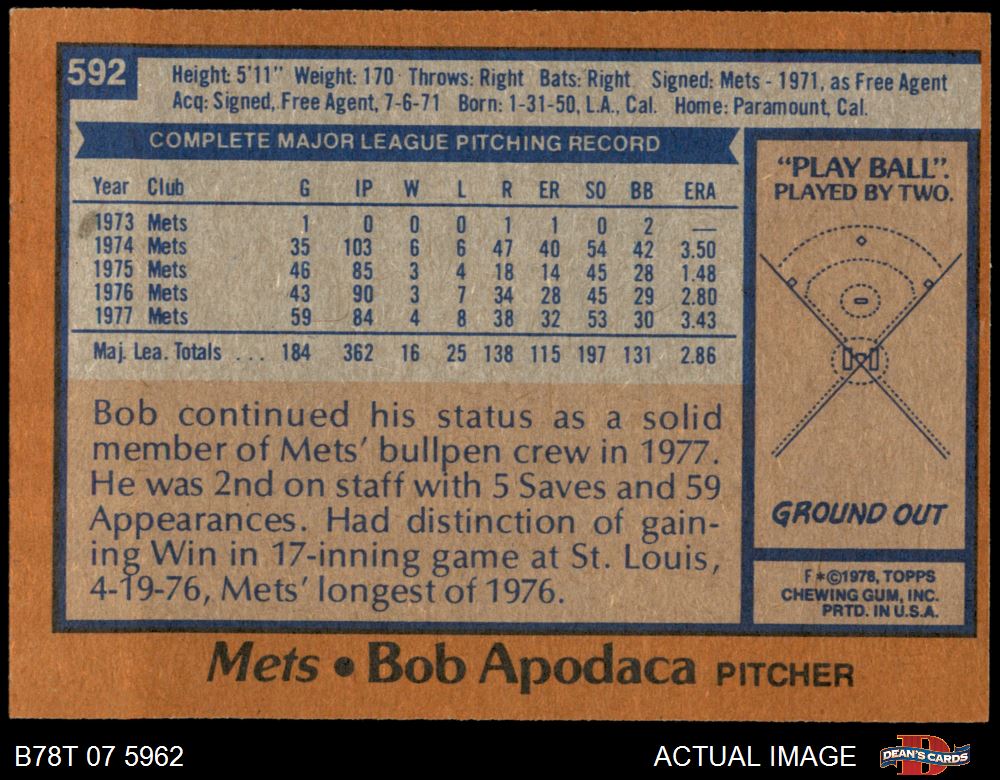 592
Height: 5'11" Weight: 170 Throws: Right Bats: Right Signed: Mets - 1971, as Free Agent
Acq: Signed, Free Agent, 7-6-71 Born: 1-31-50, L.A., Cal. Home: Paramount, Cal.
COMPLETE MAJOR LEAGUE PITCHING RECORD
Year Club G IP W L R ER SO BB ERA
1973 Mets 1 0 0 0 1 1 0 2 —
1974 Mets 35 103 6 6 47 40 54 42 3.50
1975 Mets 46 85 3 4 18 14 45 28 1.48
1976 Mets 43 90 3 7 34 28 45 29 2.80
1977 Mets 59 84 4 8 38 32 53 30 3.43
Maj. Lea. Totals ... 184 362 16 25 138 115 197 131 2.86
Bob continued his status as a solid
member of Mets' bullpen crew in 1977.
He was 2nd on staff with 5 Saves and 59
Appearances. Had distinction of gain-
ing Win in 17-inning game at St. Louis,
4-19-76, Mets' longest of 1976.
"PLAY BALL".
PLAYED BY TWO.
GROUND OUT
F*©1978, TOPPS
CHEWING GUM, INC.
PRTD. IN U.S.A.
Mets • Bob Apodaca PITCHER
B78T 07 5962
ACTUAL IMAGE
DEAN'S CARDS